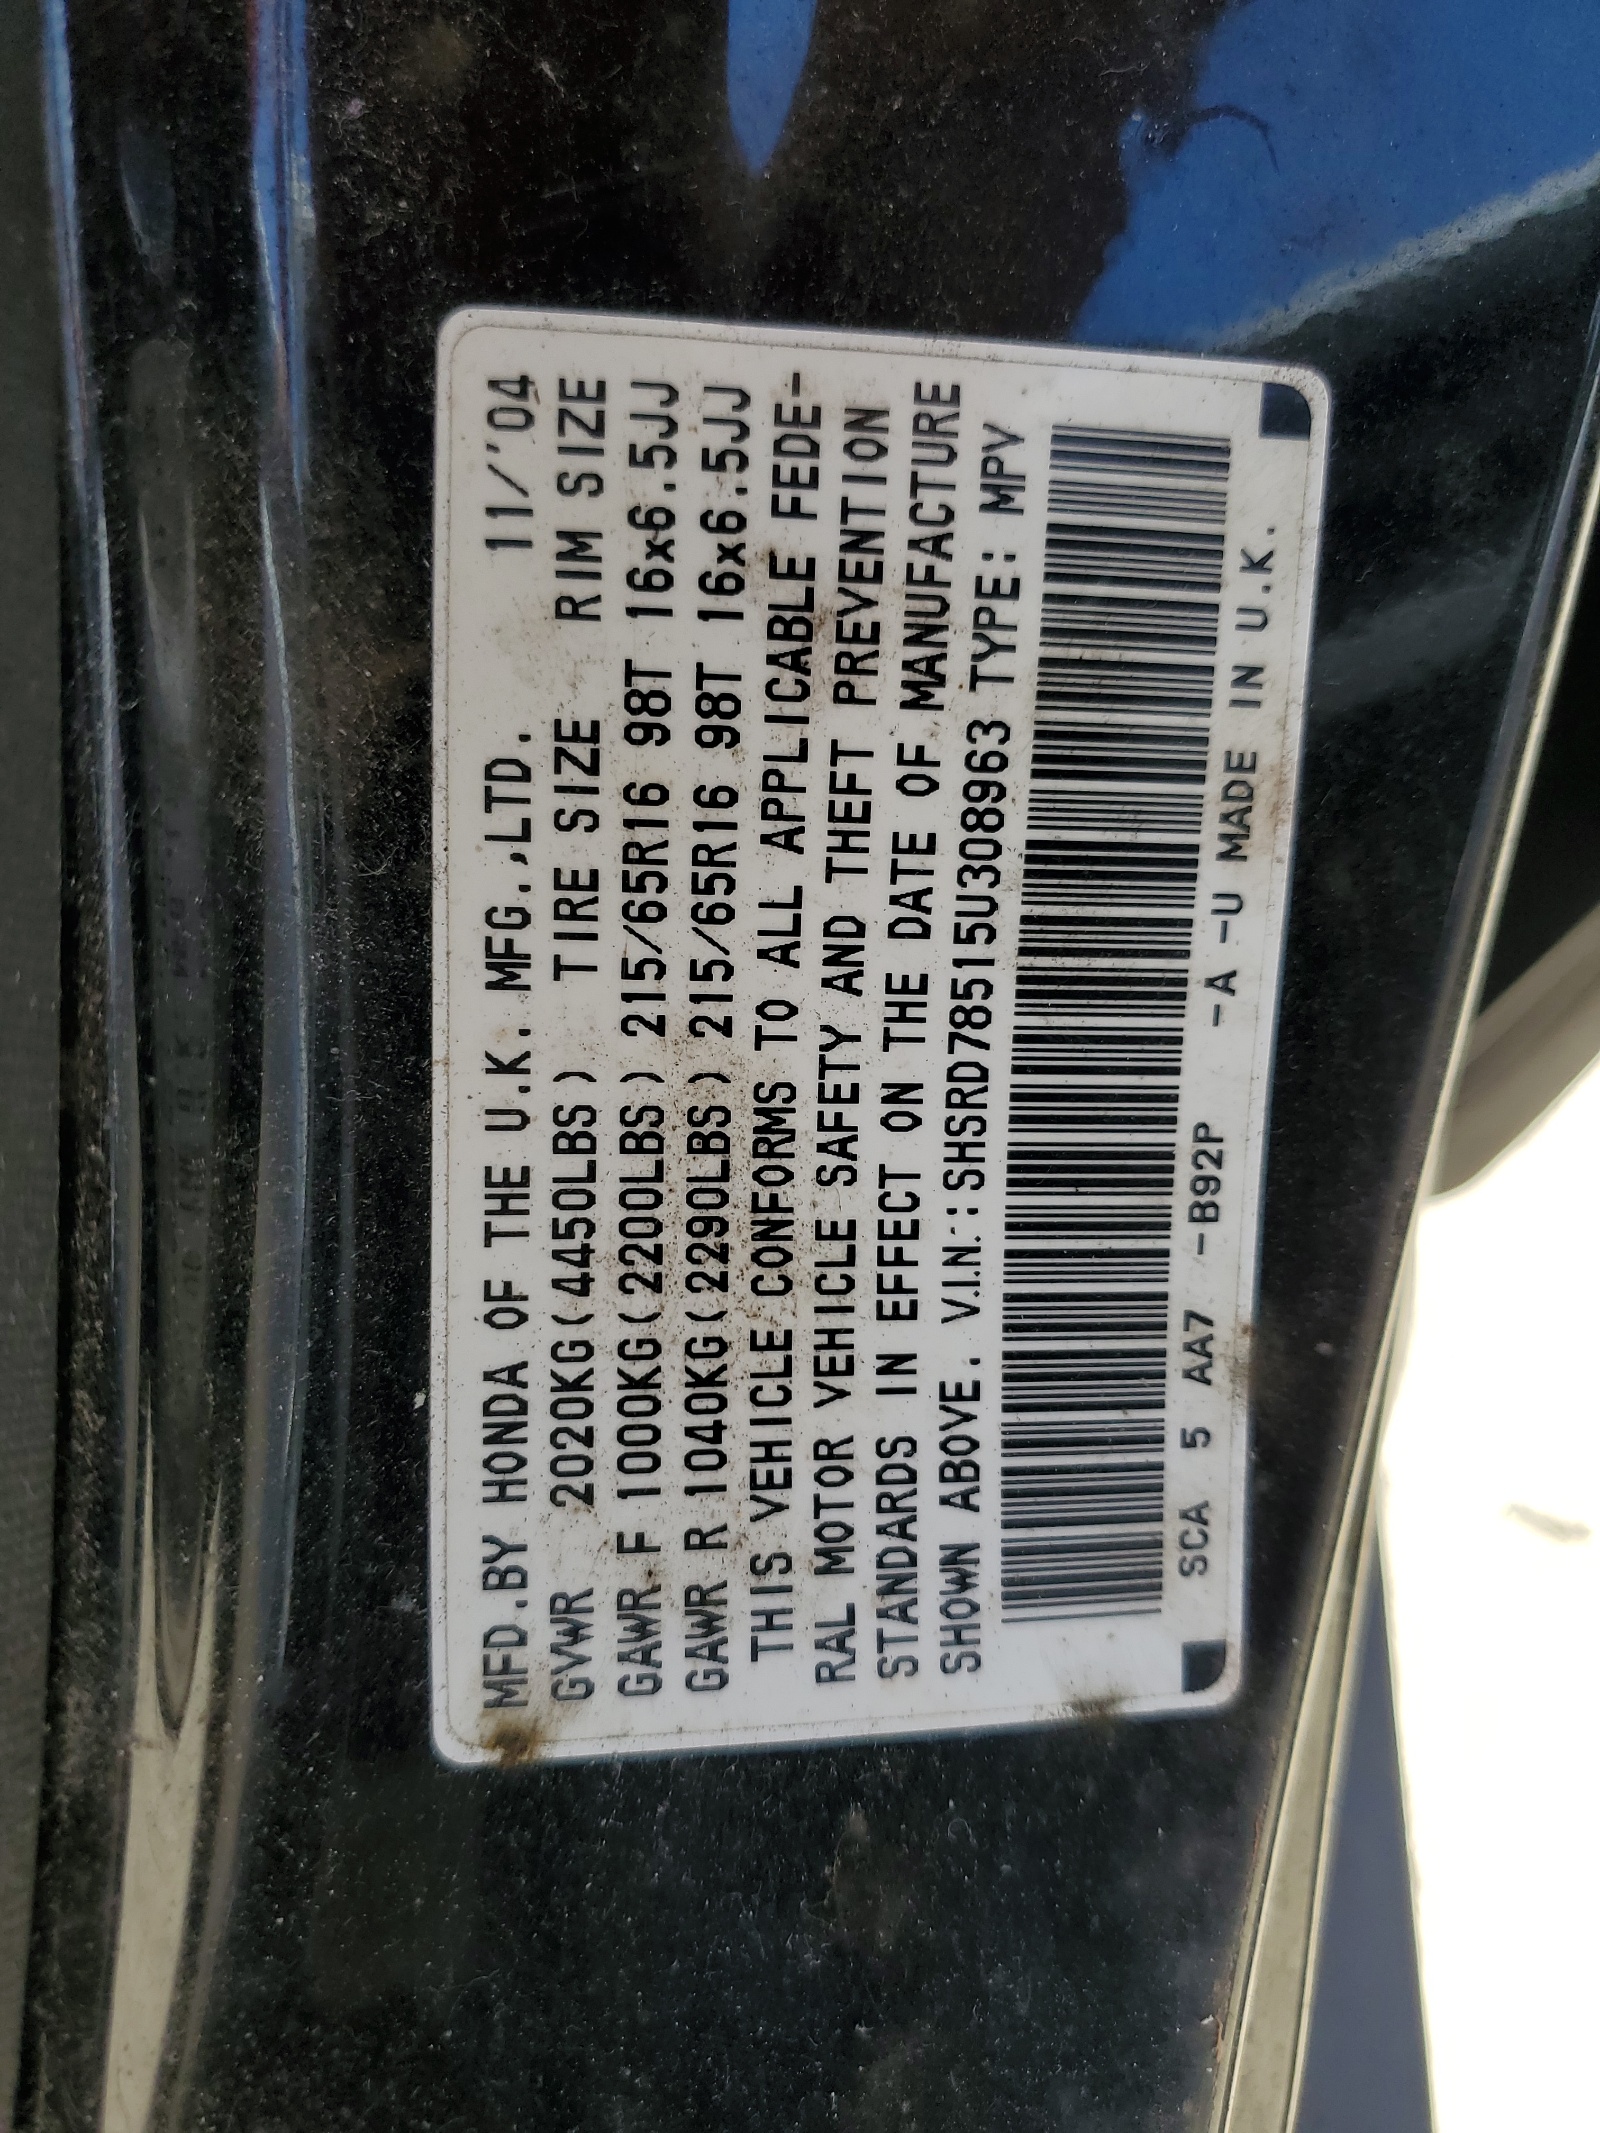 MFD.BY HONDA OF THE U.K. MFG.,LTD. 11/'04
GVWR 2020KG(4450LBS) TIRE SIZE RIM SIZE
GAWR F 1000KG(2200LBS) 215/65R16 98T 16x6.5JJ
GAWR R 1040KG(2290LBS) 215/65R16 98T 16x6.5JJ
THIS VEHICLE CONFORMS TO ALL APPLICABLE FEDE-
RAL MOTOR VEHICLE SAFETY AND THEFT PREVENTION
STANDARDS IN EFFECT ON THE DATE OF MANUFACTURE
SHOWN ABOVE. V.I.N.:SHSRD78515U308963 TYPE: MPV
SCA 5 AA7 -B92P -A -U MADE IN U.K.